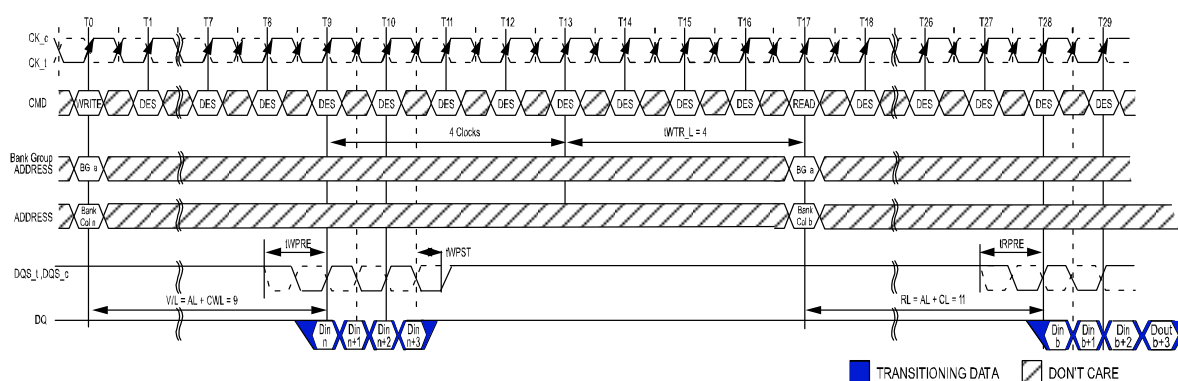 T0 T1 T7 T8 T9 T10 T11 T12 T13 T14 T15 T16 T17 T18 T26 T27 T28 T29
CK_c
CK_t
CMD WRITE DES DES DES DES DES DES DES DES DES DES DES READ DES DES DES DES DES
4 Clocks tWTR_L = 4
Bank Group
ADDRESS BG a BG a
ADDRESS Bank Col n Bank Col b
tWPRE tWPST tRPRE
DQS_t ,DQS_c
WL = AL + CWL = 9 RL = AL + CL = 11
DQ Din n Din n+1 Din n+2 Din n+3 Din b Din b+1 Din b+2 Dout b+3
TRANSITIONING DATA DON'T CARE